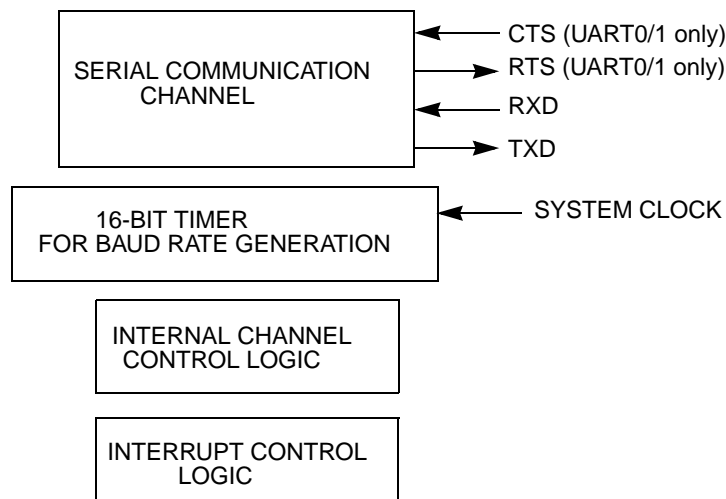 SERIAL COMMUNICATION
CHANNEL
CTS (UART0/1 only)
RTS (UART0/1 only)
RXD
TXD
16-BIT TIMER
FOR BAUD RATE GENERATION
SYSTEM CLOCK
INTERNAL CHANNEL
CONTROL LOGIC
INTERRUPT CONTROL
LOGIC